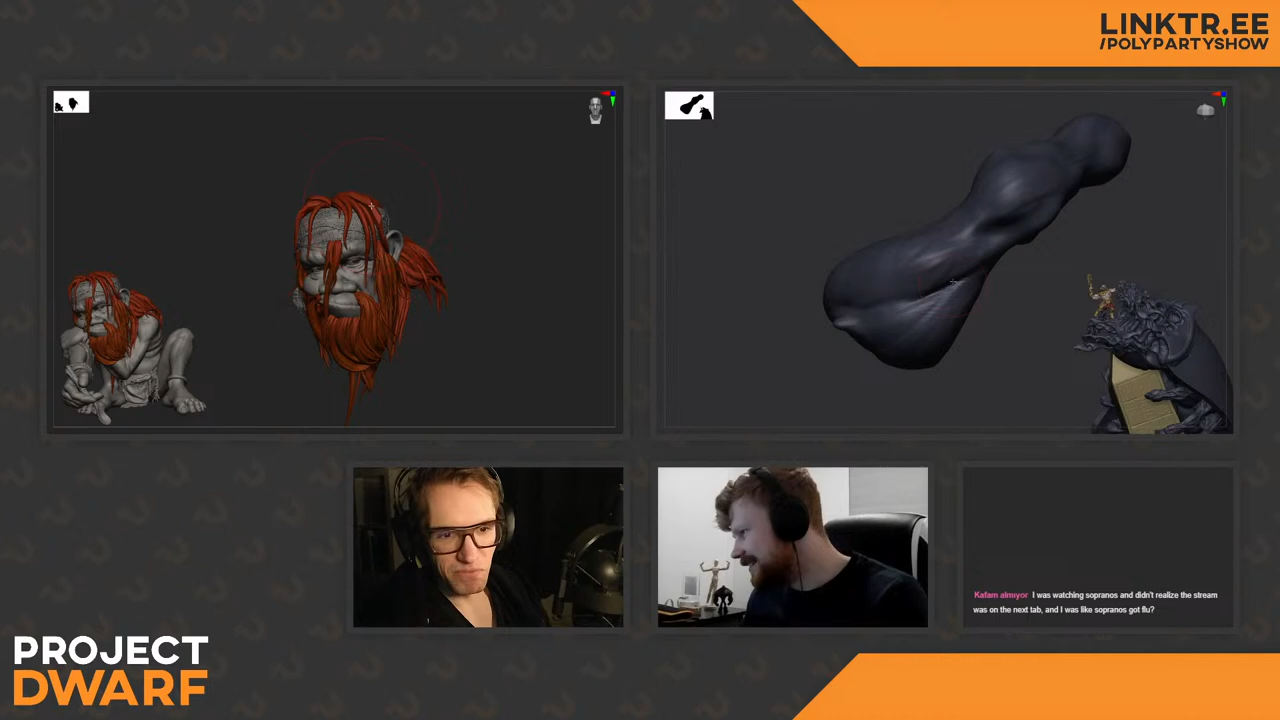 LINKTR.EE
/POLYPARTYSHOW
Kafam almıyor I was watching sopranos and didn't realize the stream
was on the next tab, and I was like sopranos got flu?
PROJECT
DWARF